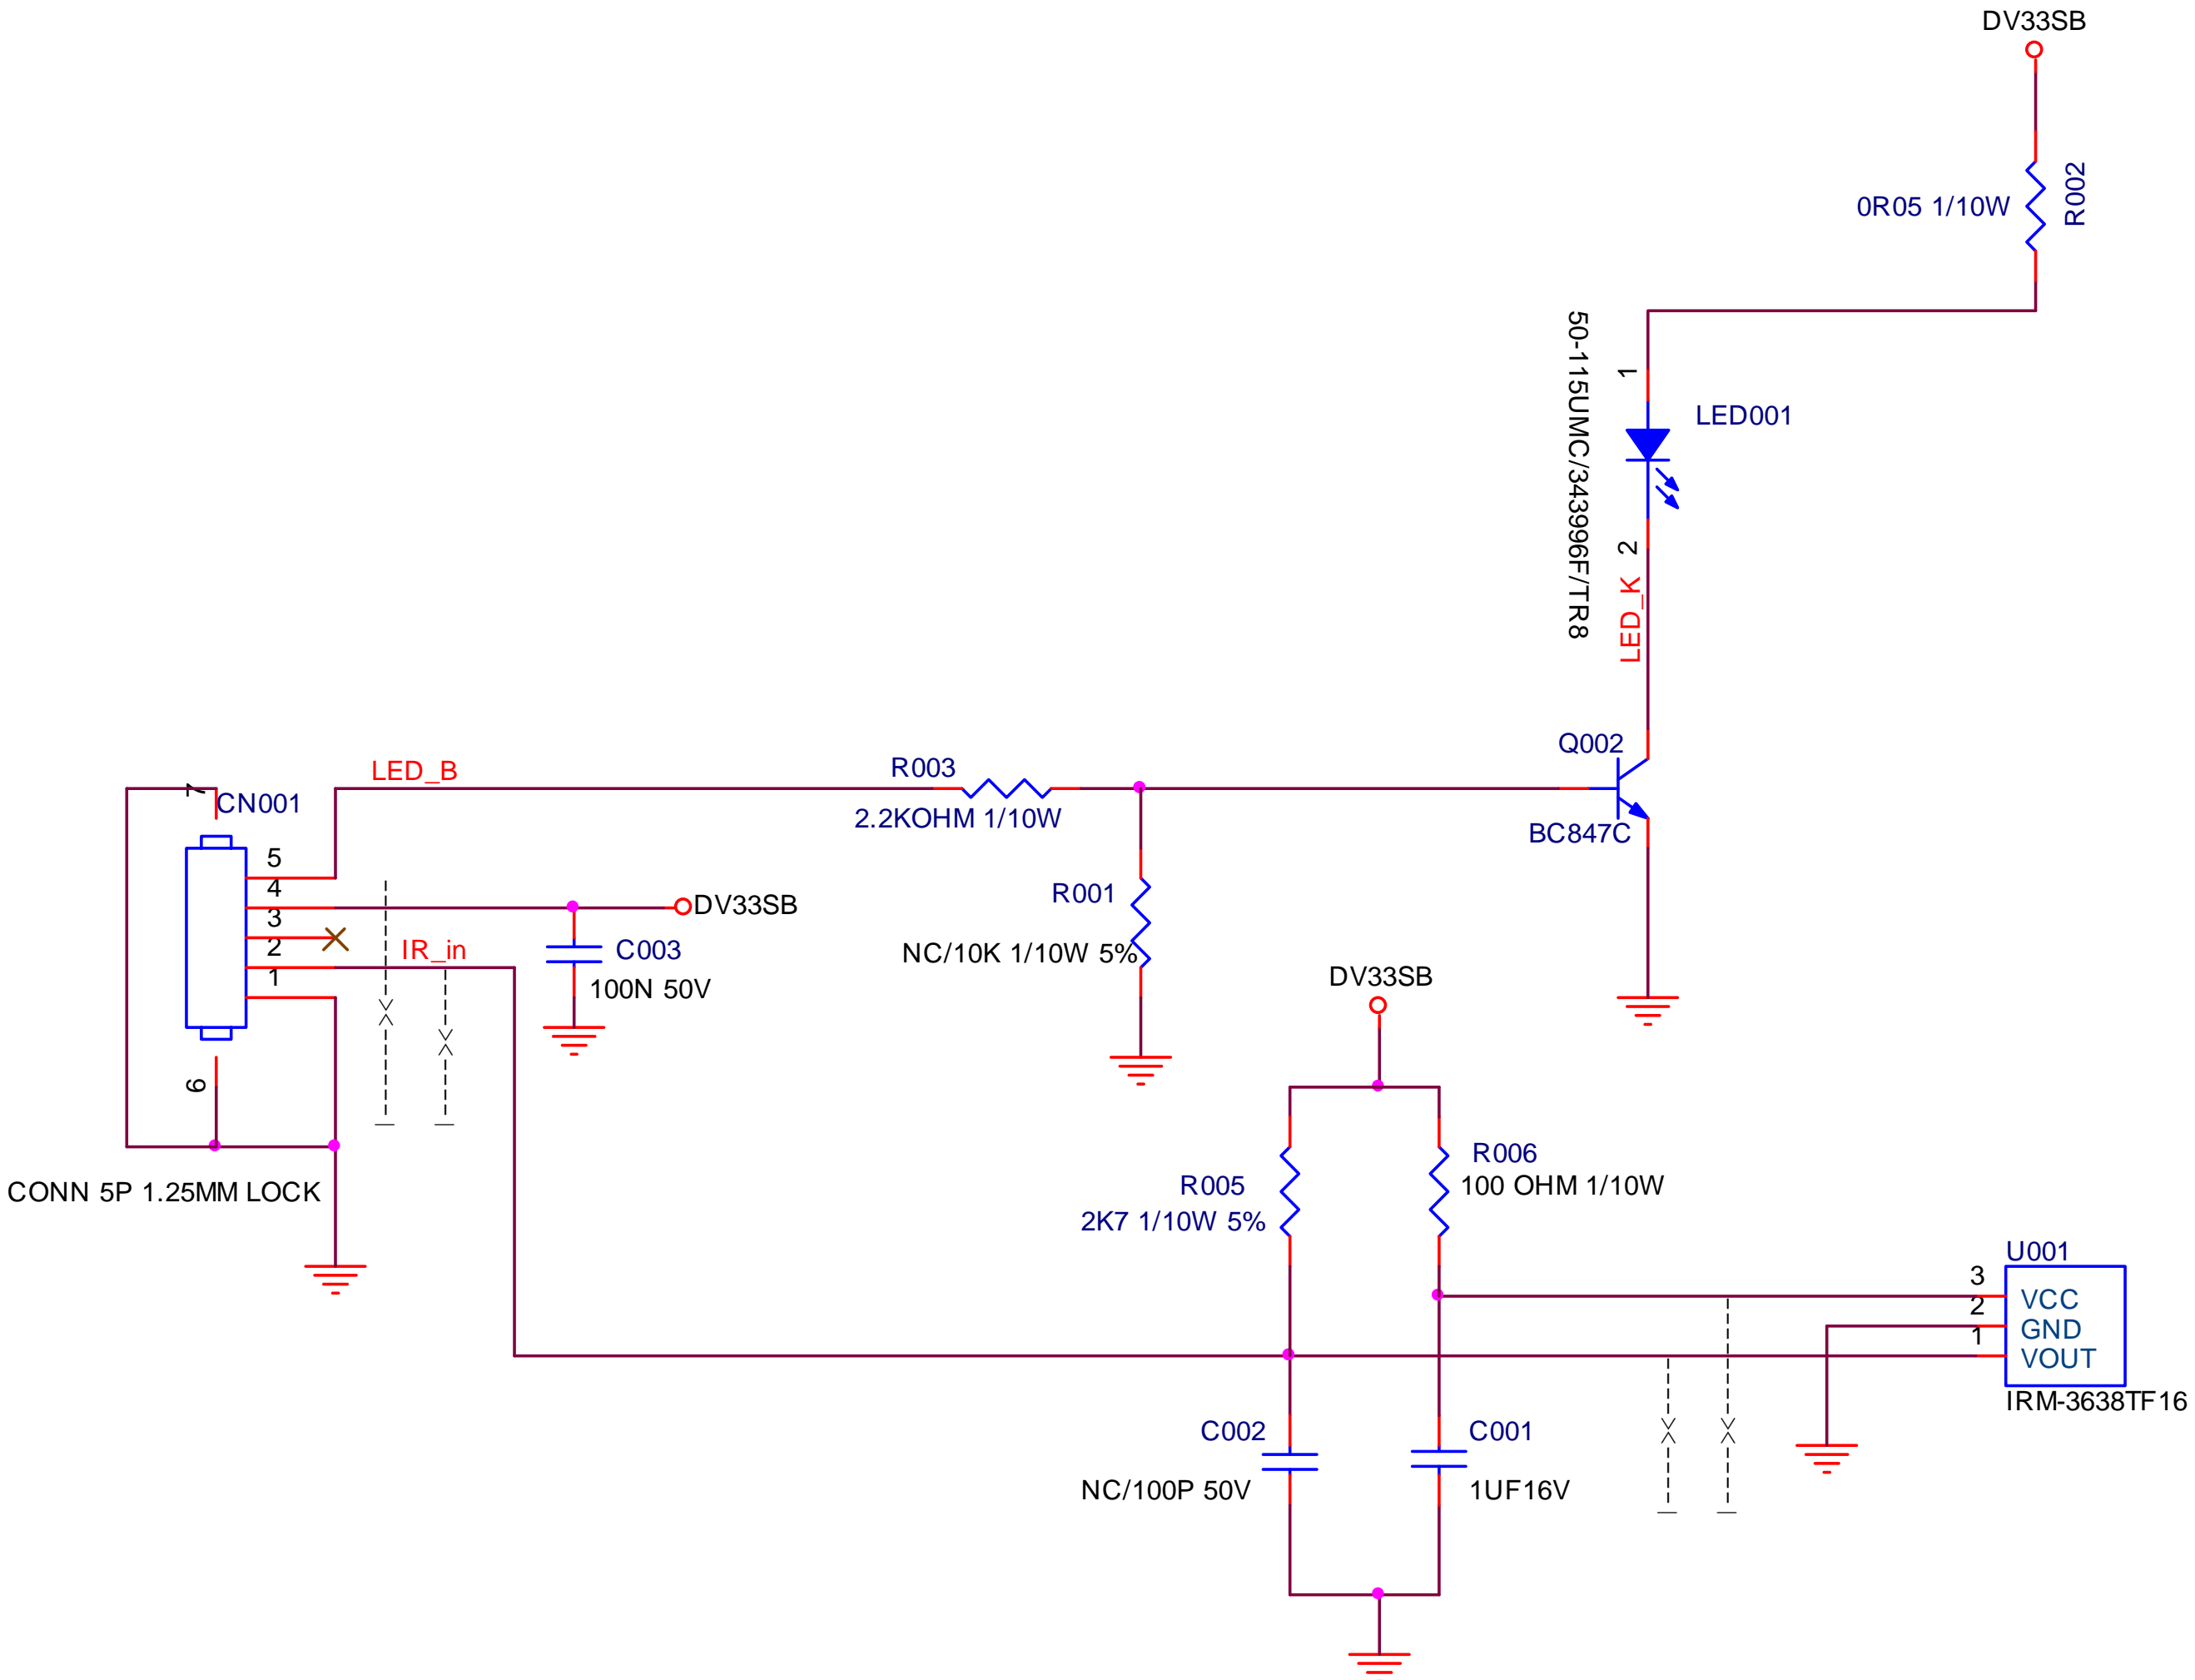 DV33SB
R002
0R05 1/10W
50-115UMC/343996F/TR8
1
LED001
2
LED_K
Q002
BC847C
LED_B
R003
2.2KOHM 1/10W
7
CN001
5
4
3
2
1
6
DV33SB
IR_in
C003
100N 50V
R001
NC/10K 1/10W 5%
CONN 5P 1.25MM LOCK
DV33SB
R005
2K7 1/10W 5%
R006
100 OHM 1/10W
U001
3
VCC
2
GND
1
VOUT
IRM-3638TF16
C002
NC/100P 50V
C001
1UF16V